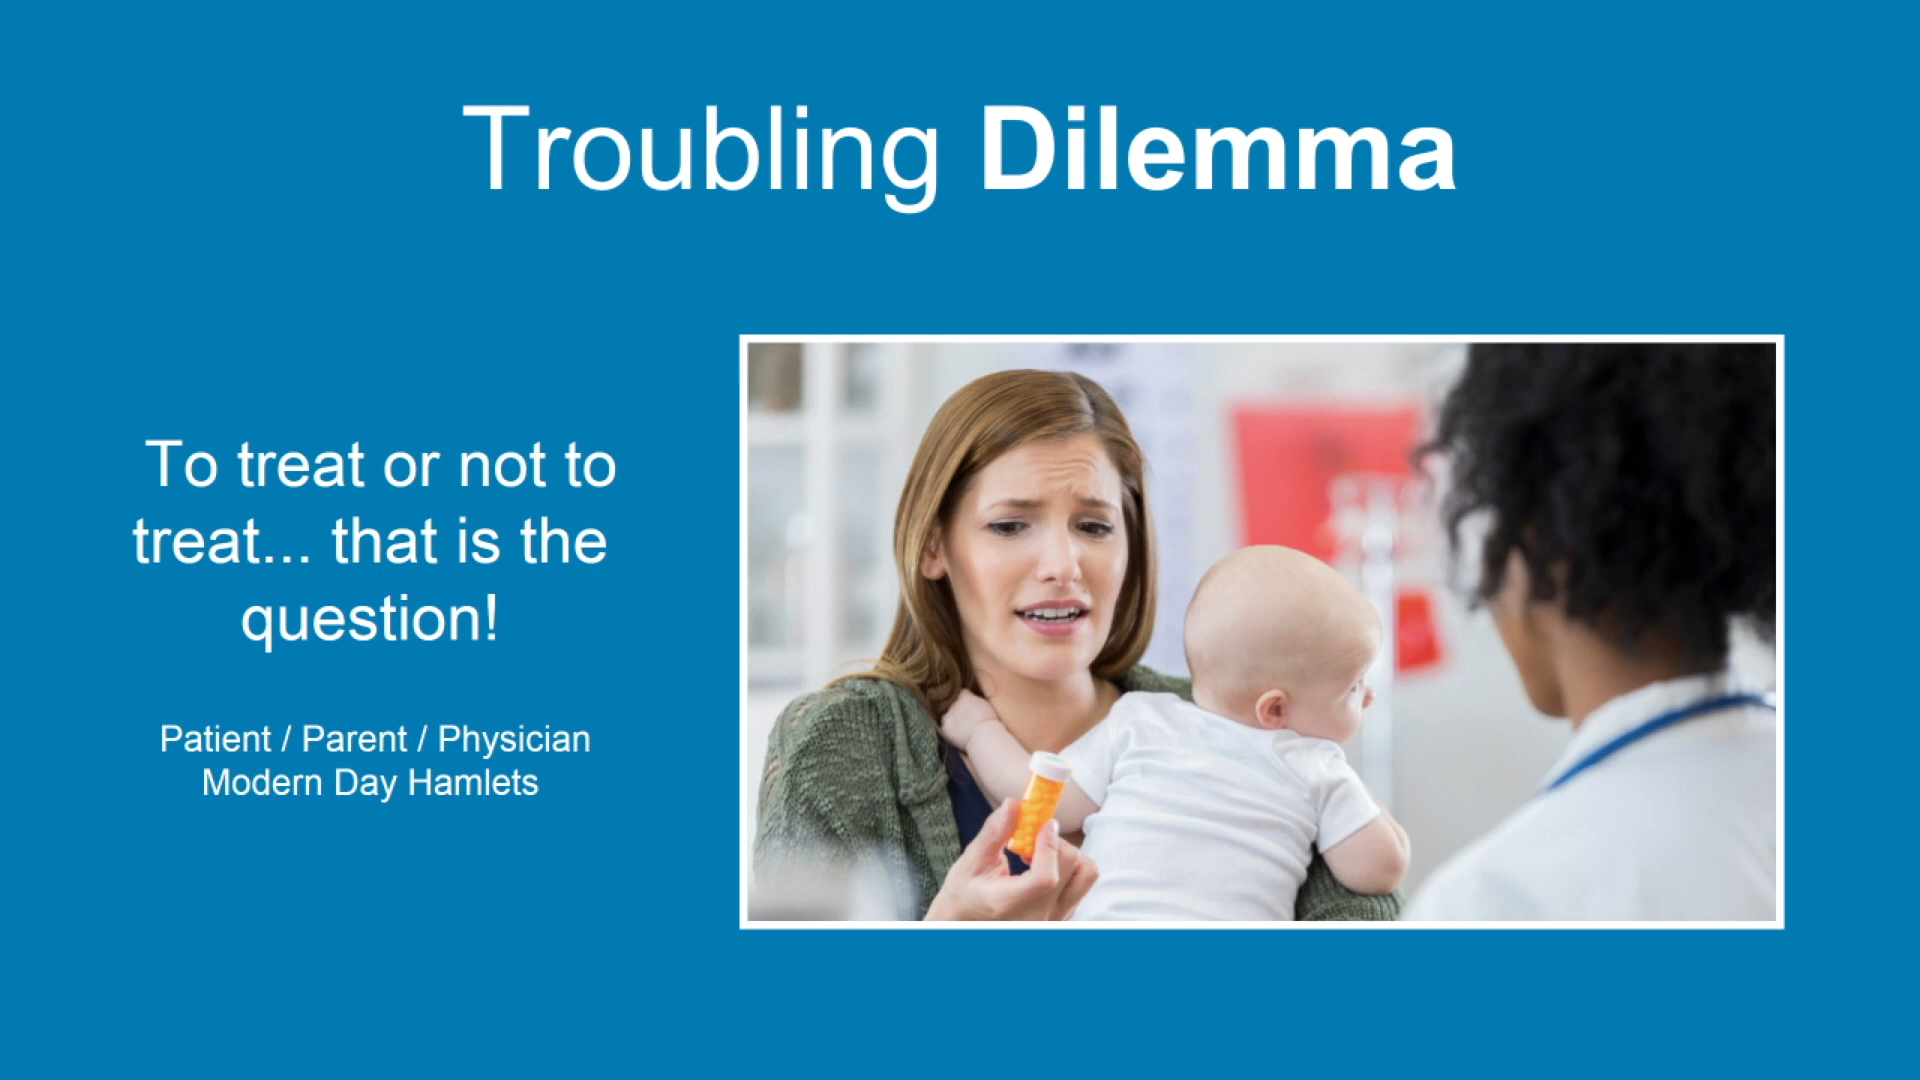 Troubling Dilemma
To treat or not to
treat... that is the
question!
Patient / Parent / Physician
Modern Day Hamlets